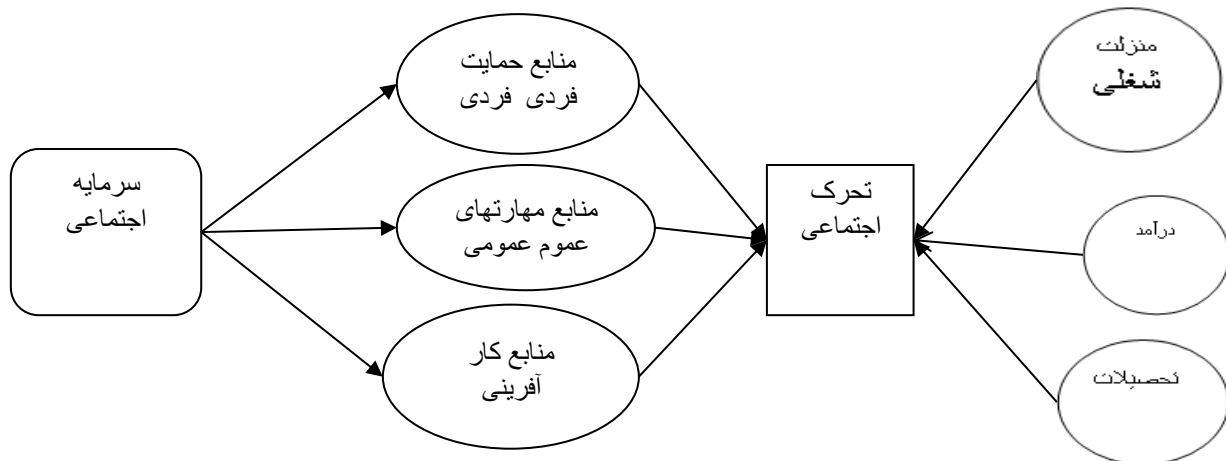 سرمایه
اجتماعی
منابع حمایت
فردی فردی
منابع مهارتهای
عموم عمومی
منابع کار
آفرینی
تحرک
اجتماعی
منزلت
شغلی
درآمد
تحصیلات